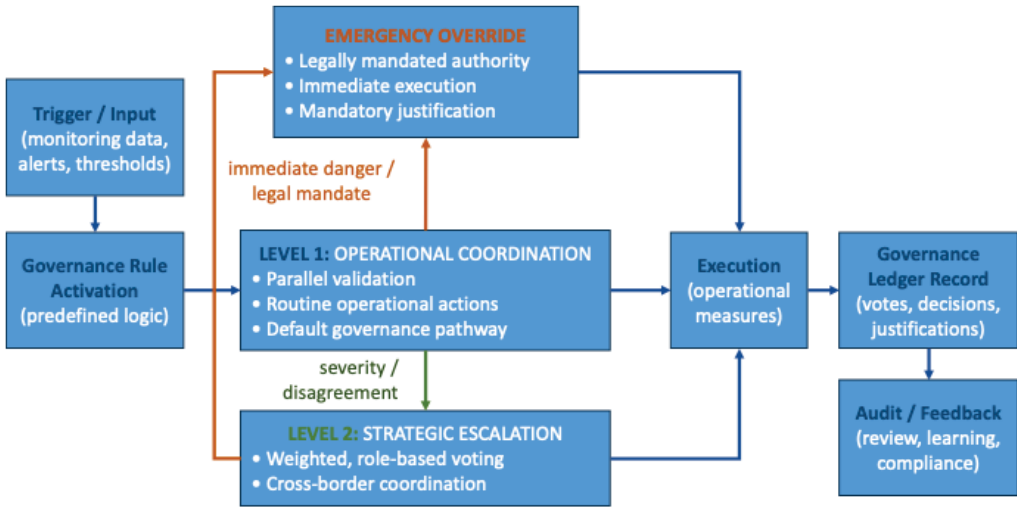 EMERGENCY OVERRIDE
• Legally mandated authority
• Immediate execution
• Mandatory justification
Trigger / Input
(monitoring data,
alerts, thresholds)
immediate danger /
legal mandate
Governance Rule
Activation
(predefined logic)
LEVEL 1: OPERATIONAL COORDINATION
• Parallel validation
• Routine operational actions
• Default governance pathway
Execution
(operational
measures)
Governance
Ledger Record
(votes, decisions,
justifications)
severity /
disagreement
LEVEL 2: STRATEGIC ESCALATION
• Weighted, role-based voting
• Cross-border coordination
Audit / Feedback
(review, learning,
compliance)